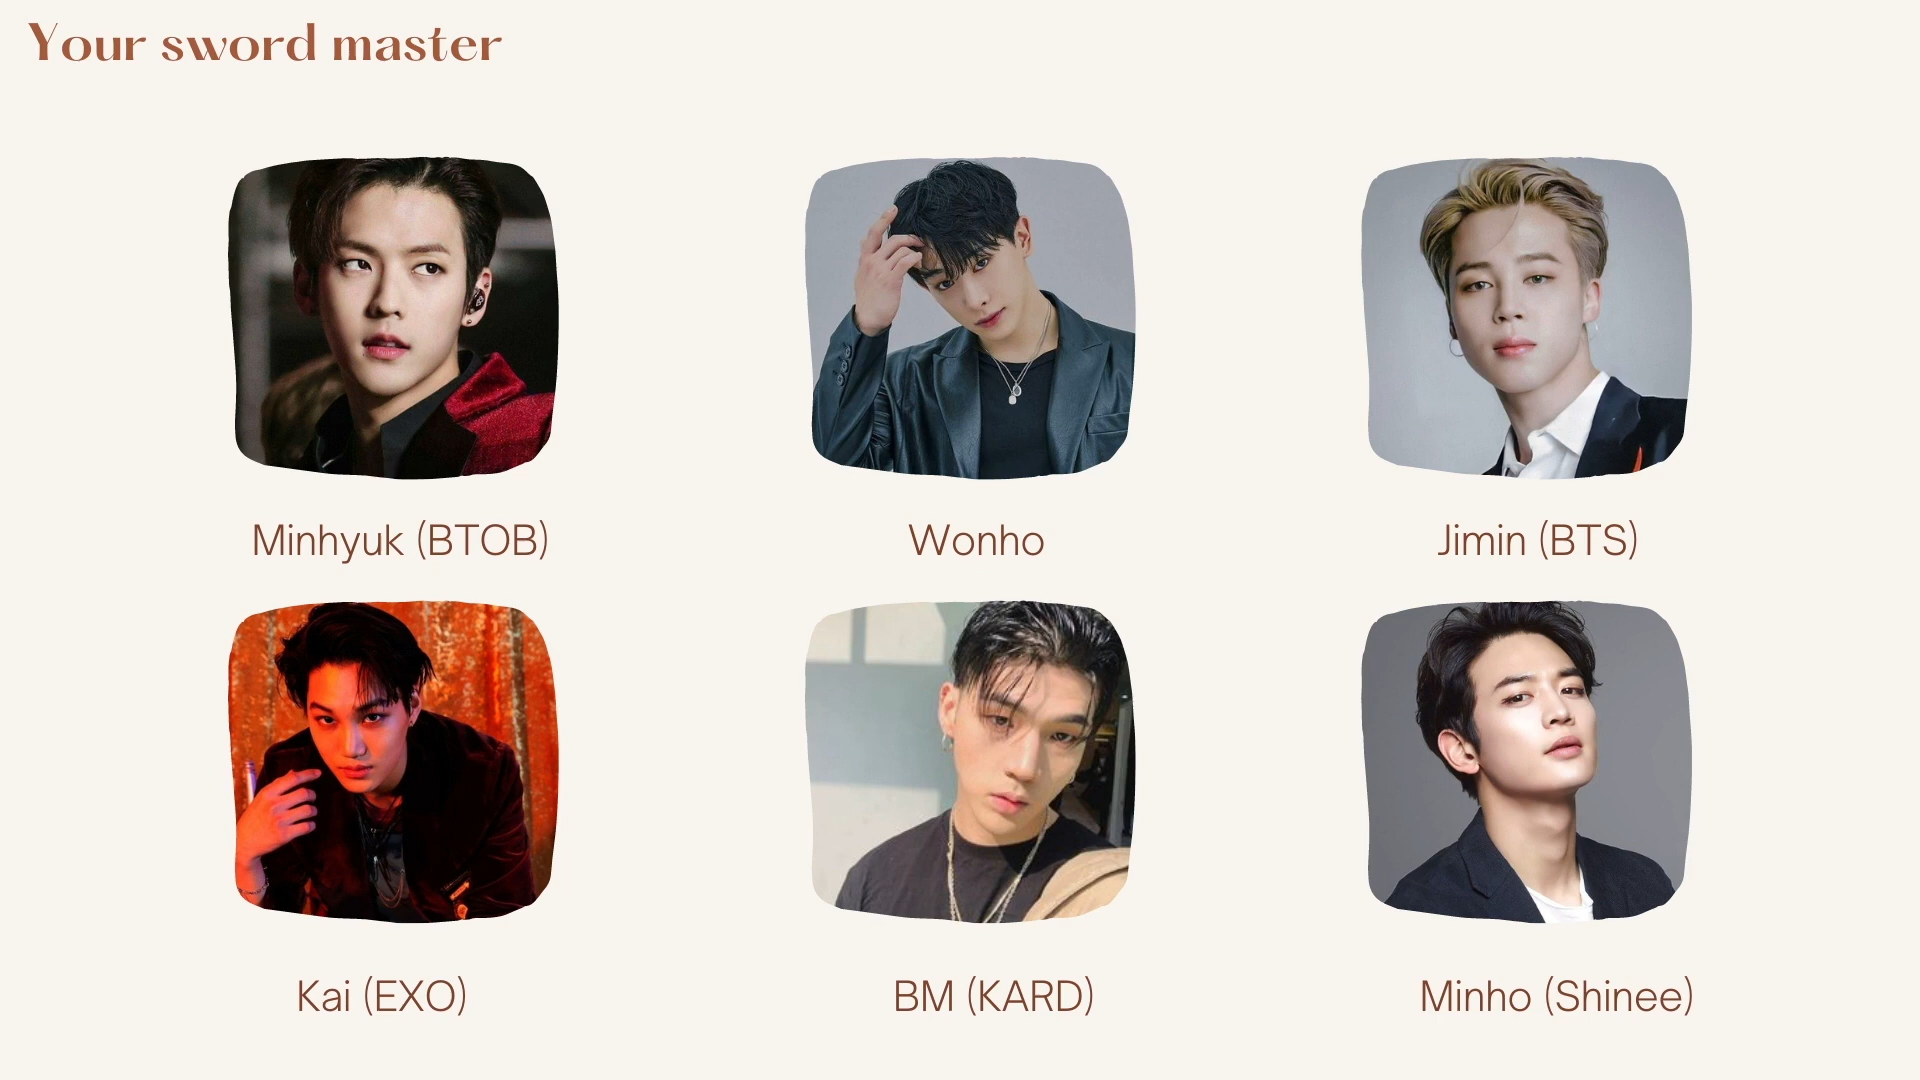 Your sword master
Minhyuk (BTOB)
Wonho
Jimin (BTS)
Kai (EXO)
BM (KARD)
Minho (Shinee)